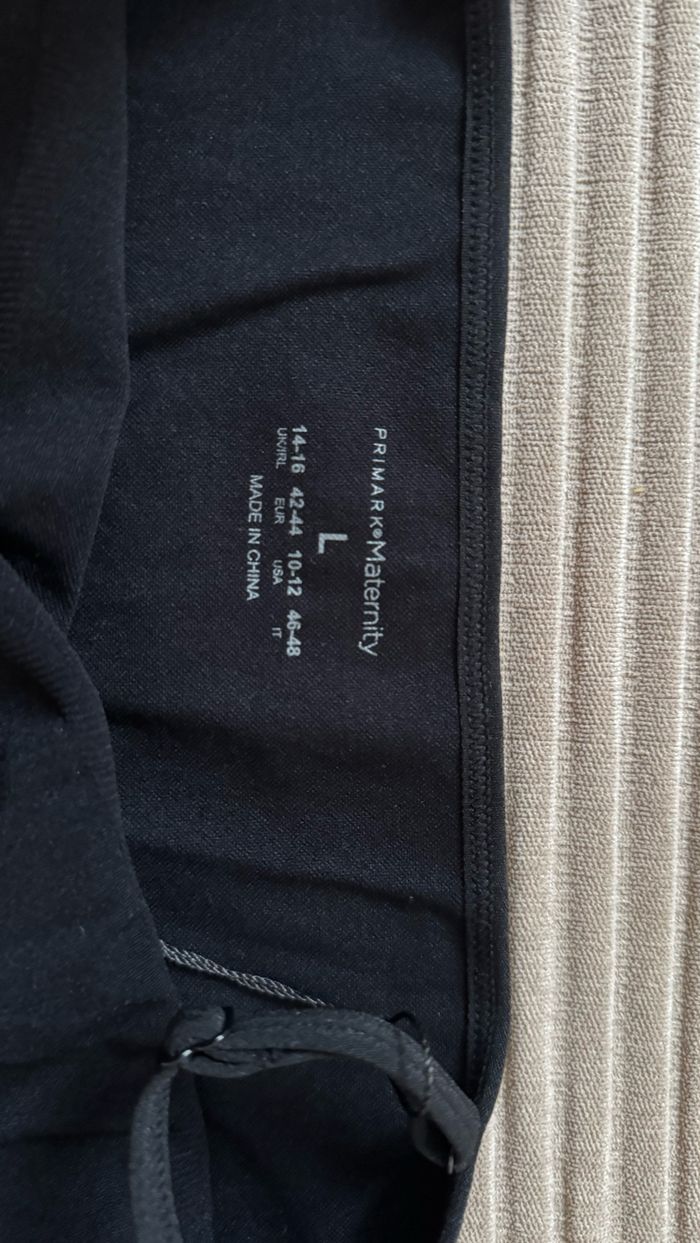 PRIMARK®Maternity
L
14-16 42-44 10-12 46-48
UK/IRL EUR USA IT
MADE IN CHINA